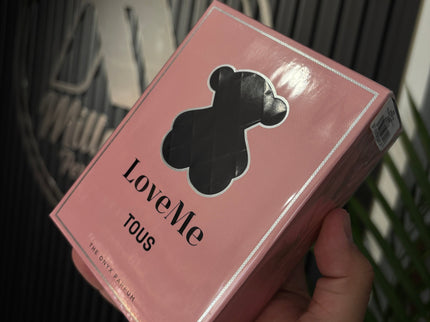 LoveMe
TOUS
THE ONYX PARFUM